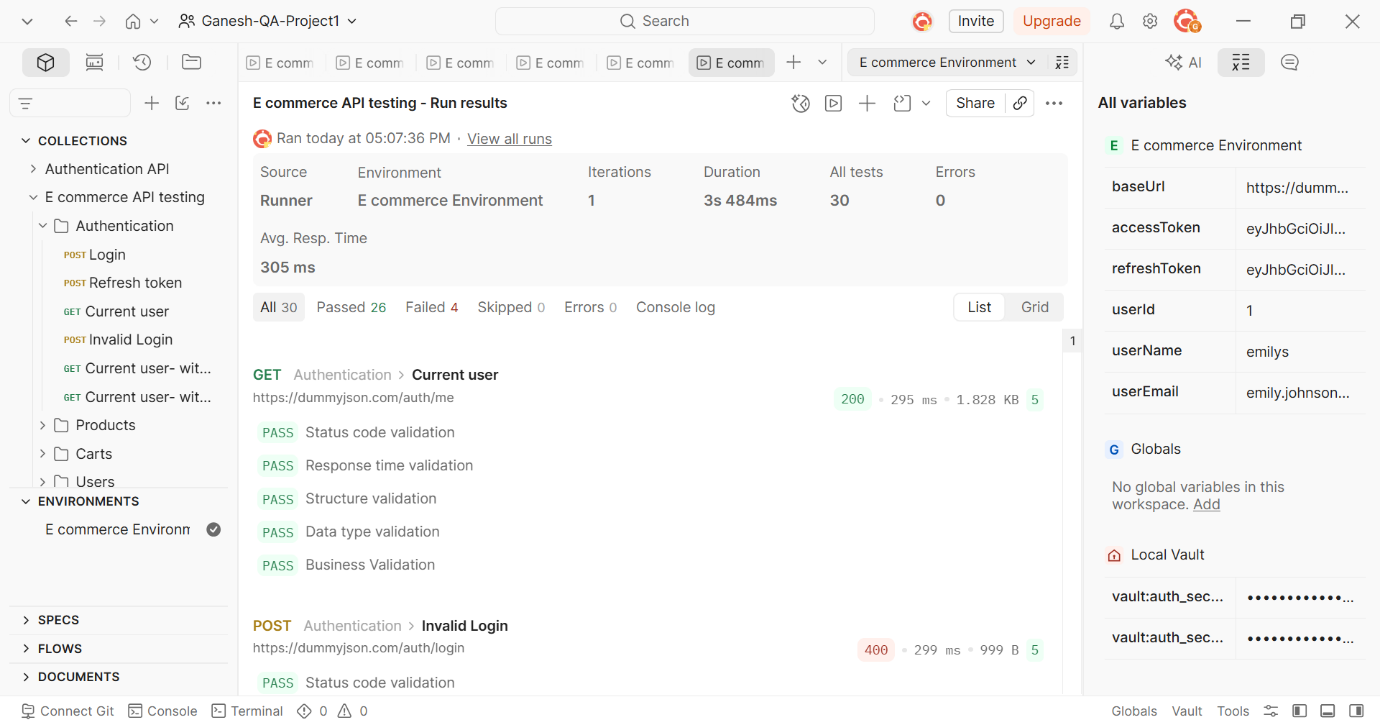 Ganesh-QA-Project1
Search
Invite
Upgrade
E comm
E comm
E comm
E comm
E comm
E comm
E commerce Environment
AI
COLLECTIONS
Authentication API
E commerce API testing
Authentication
POST Login
POST Refresh token
GET Current user
POST Invalid Login
GET Current user- wit...
GET Current user- wit...
Products
Carts
Users
ENVIRONMENTS
E commerce Environm
SPECS
FLOWS
DOCUMENTS
E commerce API testing - Run results
Share
Ran today at 05:07:36 PM · View all runs
Source Environment Iterations Duration All tests Errors
Runner E commerce Environment 1 3s 484ms 30 0
Avg. Resp. Time
305 ms
All 30 Passed 26 Failed 4 Skipped 0 Errors 0 Console log List Grid
1
GET Authentication > Current user
https://dummyjson.com/auth/me
200 • 295 ms • 1.828 KB 5
PASS Status code validation
PASS Response time validation
PASS Structure validation
PASS Data type validation
PASS Business Validation
POST Authentication > Invalid Login
https://dummyjson.com/auth/login
400 • 299 ms • 999 B 5
PASS Status code validation
All variables
E E commerce Environment
baseUrl https://dumm...
accessToken eyJhbGciOiJI...
refreshToken eyJhbGciOiJI...
userId 1
userName emilys
userEmail emily.johnson...
G Globals
No global variables in this
workspace. Add
Local Vault
vault:auth_sec... ••••••••••••...
vault:auth_sec... ••••••••••••...
Connect Git Console Terminal 0 0 Globals Vault Tools